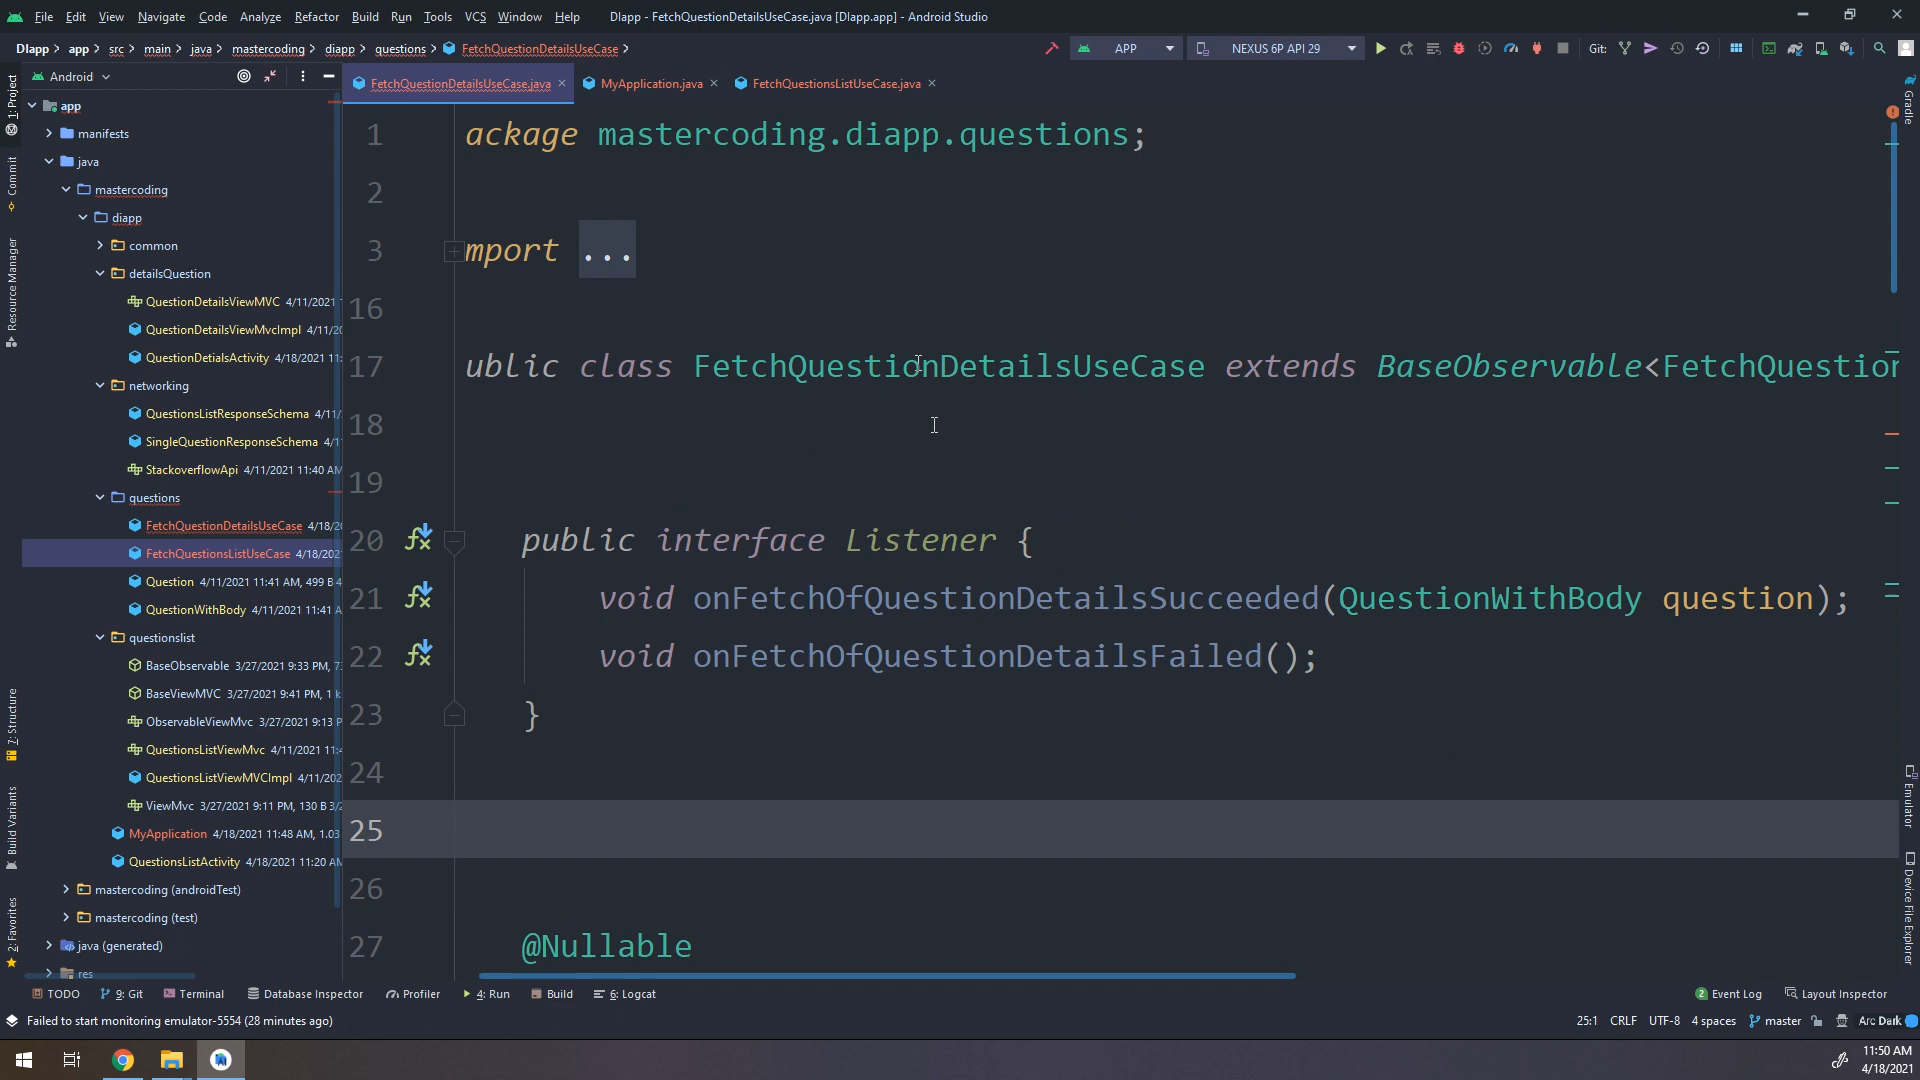 File Edit View Navigate Code Analyze Refactor Build Run Tools VCS Window Help DIapp - FetchQuestionDetailsUseCase.java [DIapp.app] - Android Studio
DIapp app src main java mastercoding diapp questions FetchQuestionDetailsUseCase APP NEXUS 6P API 29 Git:
Android
FetchQuestionDetailsUseCase.java MyApplication.java FetchQuestionsListUseCase.java
app
manifests
java
mastercoding
diapp
common
detailsQuestion
QuestionDetailsViewMVC 4/11/2021
QuestionDetailsViewMvcImpl 4/11/20
QuestionDetialsActivity 4/18/2021
networking
QuestionsListResponseSchema 4/11/
SingleQuestionResponseSchema 4/1
StackoverflowApi 4/11/2021 11:40 AM
questions
FetchQuestionDetailsUseCase 4/18/20
FetchQuestionsListUseCase 4/18/202
Question 4/11/2021 11:41 AM, 499 B 4
QuestionWithBody 4/11/2021 11:41 A
questionslist
BaseObservable 3/27/2021 9:33 PM, 7
BaseViewMVC 3/27/2021 9:41 PM, 1 k
ObservableViewMvc 3/27/2021 9:13 P
QuestionsListViewMvc 4/11/2021 11:4
QuestionsListViewMVCImpl 4/11/202
ViewMvc 3/27/2021 9:11 PM, 130 B 3/2
MyApplication 4/18/2021 11:48 AM, 1.03
QuestionsListActivity 4/18/2021 11:20 AM
mastercoding (androidTest)
mastercoding (test)
java (generated)
res
1: Project
Commit
Resource Manager
7: Structure
Build Variants
2: Favorites
1 ackage mastercoding.diapp.questions;
2
3 mport ...
16
17 ublic class FetchQuestionDetailsUseCase extends BaseObservable<FetchQuestion
18
19
20 public interface Listener {
21 void onFetchOfQuestionDetailsSucceeded(QuestionWithBody question);
22 void onFetchOfQuestionDetailsFailed();
23 }
24
25
26
27 @Nullable
Gradle
Emulator
Device File Explorer
TODO 9: Git Terminal Database Inspector Profiler 4: Run Build 6: Logcat 2 Event Log Layout Inspector
Failed to start monitoring emulator-5554 (28 minutes ago) 25:1 CRLF UTF-8 4 spaces master Arc Dark
11:50 AM
4/18/2021